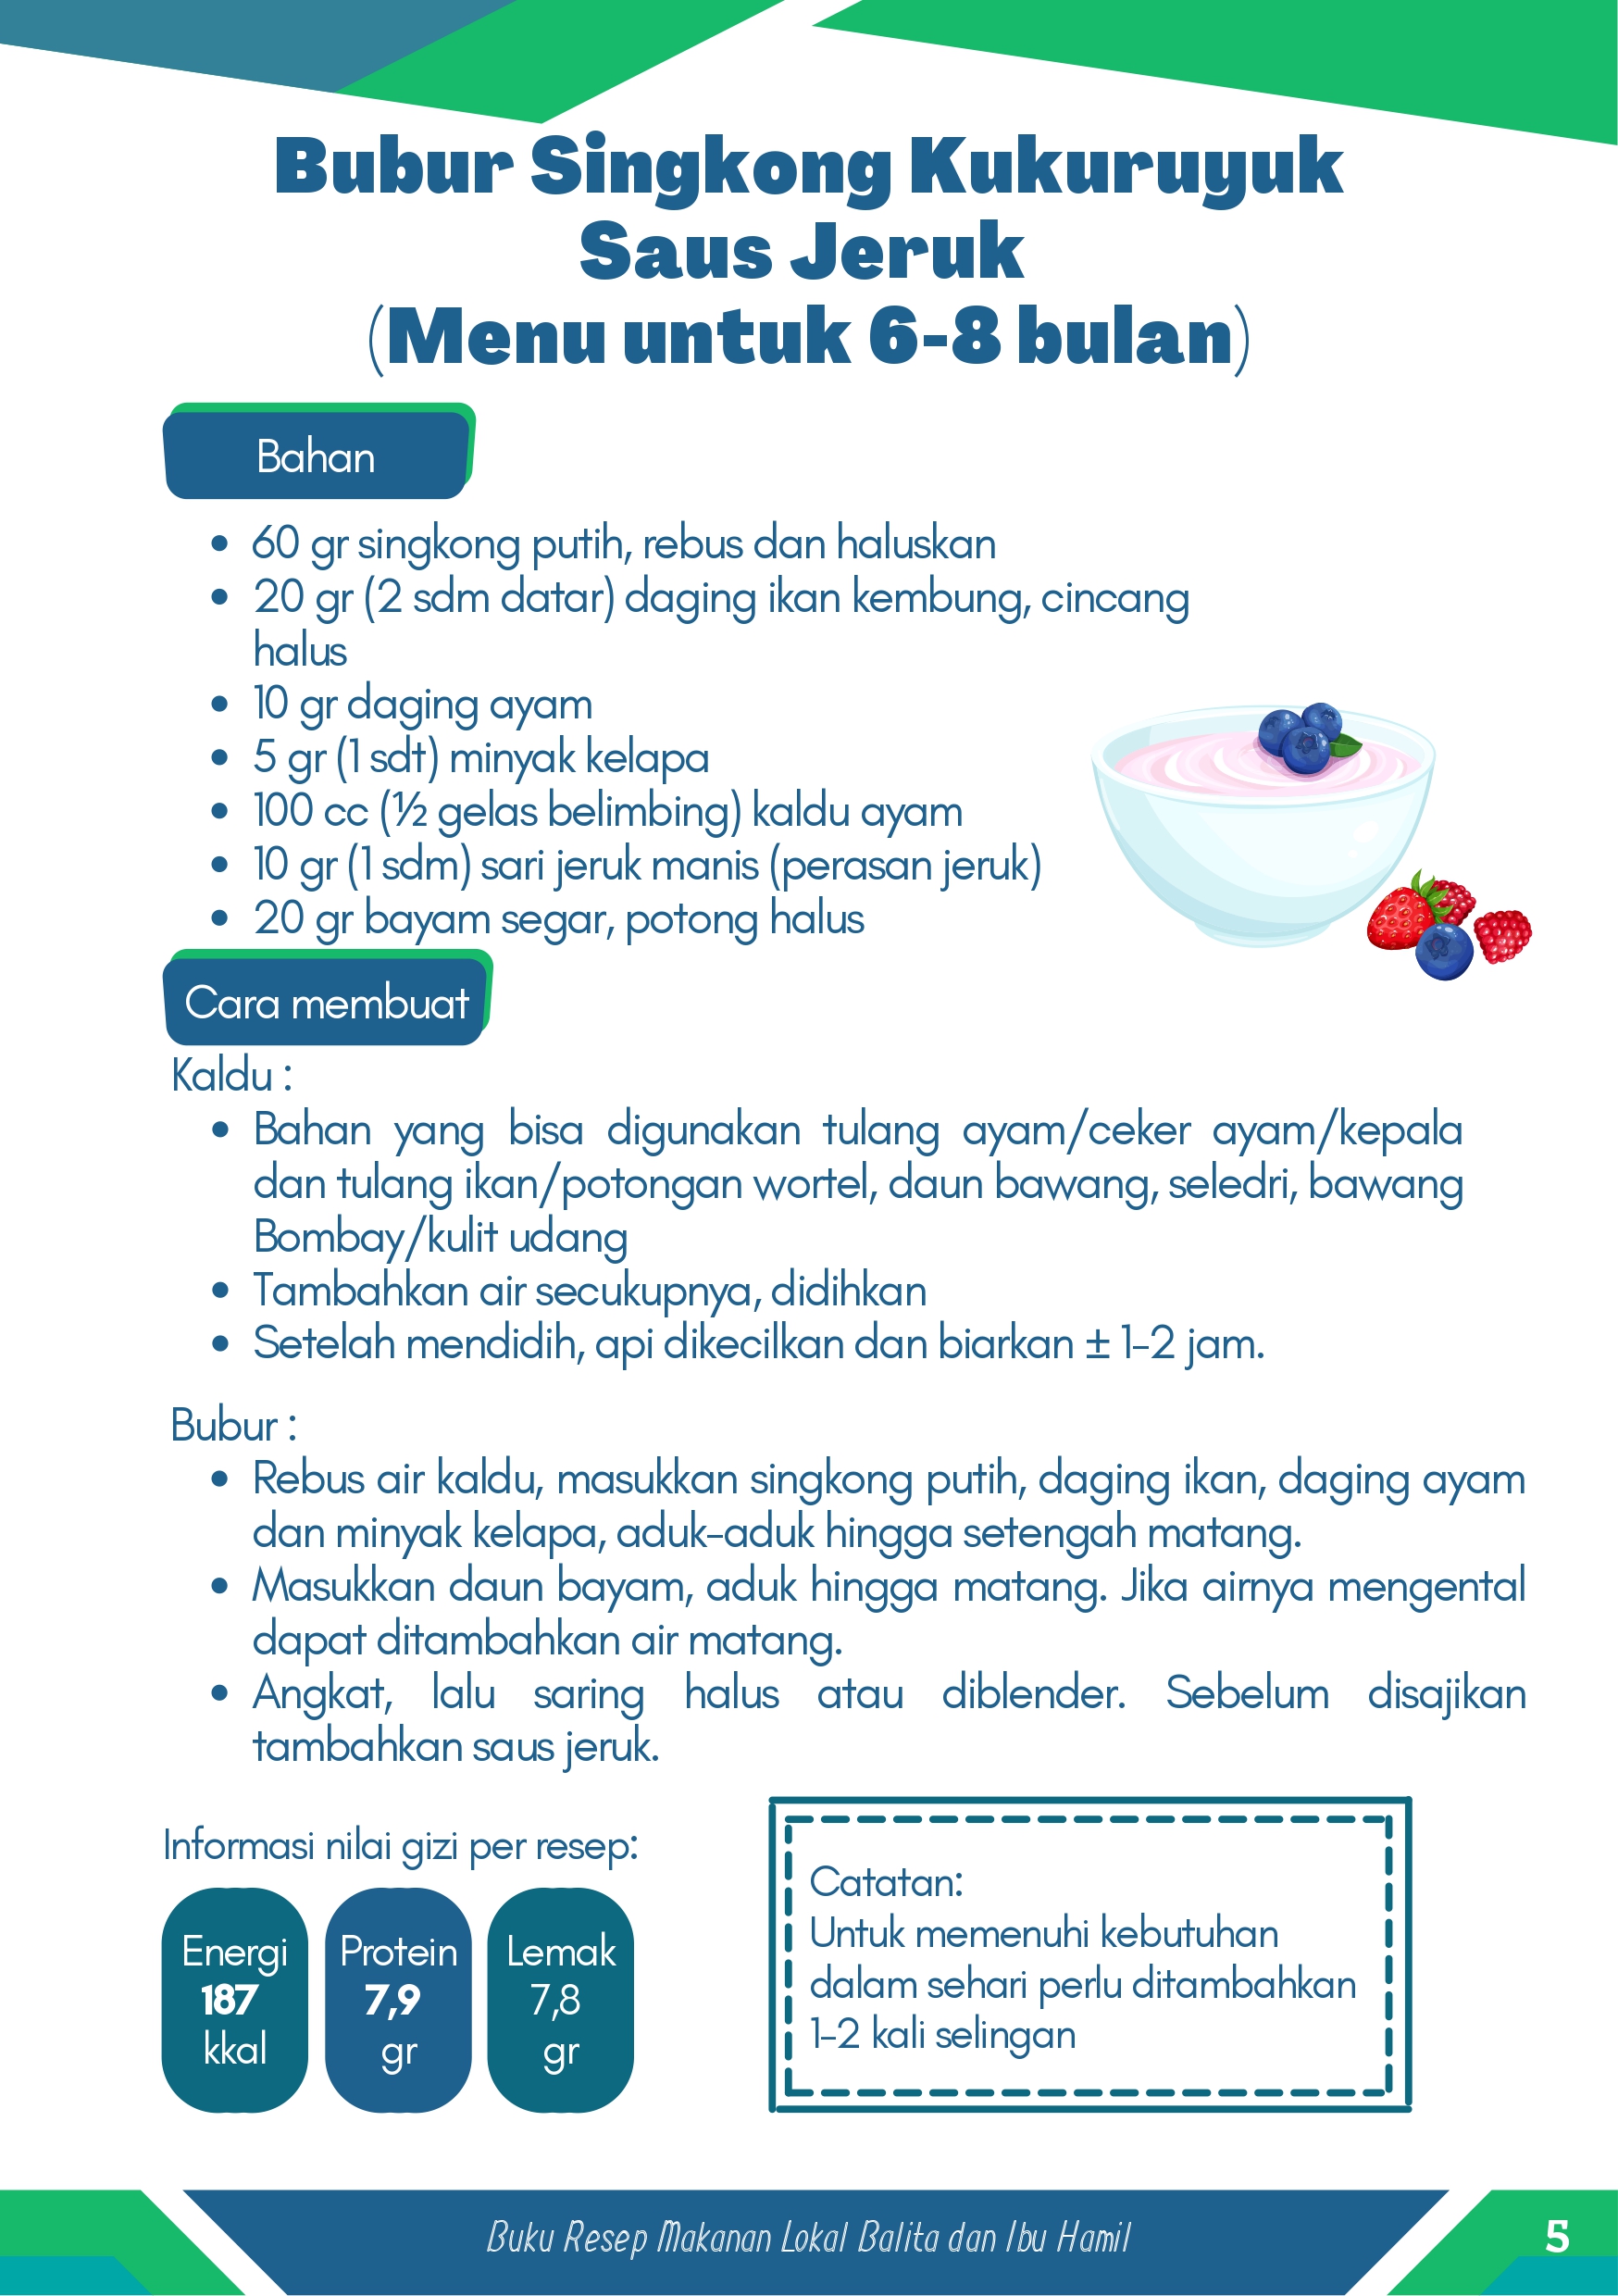 Bubur Singkong Kukuruyuk
Saus Jeruk
(Menu untuk 6-8 bulan)
Bahan
• 60 gr singkong putih, rebus dan haluskan
• 20 gr (2 sdm datar) daging ikan kembung, cincang
halus
• 10 gr daging ayam
• 5 gr (1 sdt) minyak kelapa
• 100 cc (½ gelas belimbing) kaldu ayam
• 10 gr (1 sdm) sari jeruk manis (perasan jeruk)
• 20 gr bayam segar, potong halus
Cara membuat
Kaldu :
• Bahan yang bisa digunakan tulang ayam/ceker ayam/kepala
dan tulang ikan/potongan wortel, daun bawang, seledri, bawang
Bombay/kulit udang
• Tambahkan air secukupnya, didihkan
• Setelah mendidih, api dikecilkan dan biarkan ± 1-2 jam.
Bubur :
• Rebus air kaldu, masukkan singkong putih, daging ikan, daging ayam
dan minyak kelapa, aduk-aduk hingga setengah matang.
• Masukkan daun bayam, aduk hingga matang. Jika airnya mengental
dapat ditambahkan air matang.
• Angkat, lalu saring halus atau diblender. Sebelum disajikan
tambahkan saus jeruk.
Informasi nilai gizi per resep:
Energi
187
kkal
Protein
7,9
gr
Lemak
7,8
gr
Catatan:
Untuk memenuhi kebutuhan
dalam sehari perlu ditambahkan
1-2 kali selingan
Buku Resep Makanan Lokal Balita dan Ibu Hamil
5